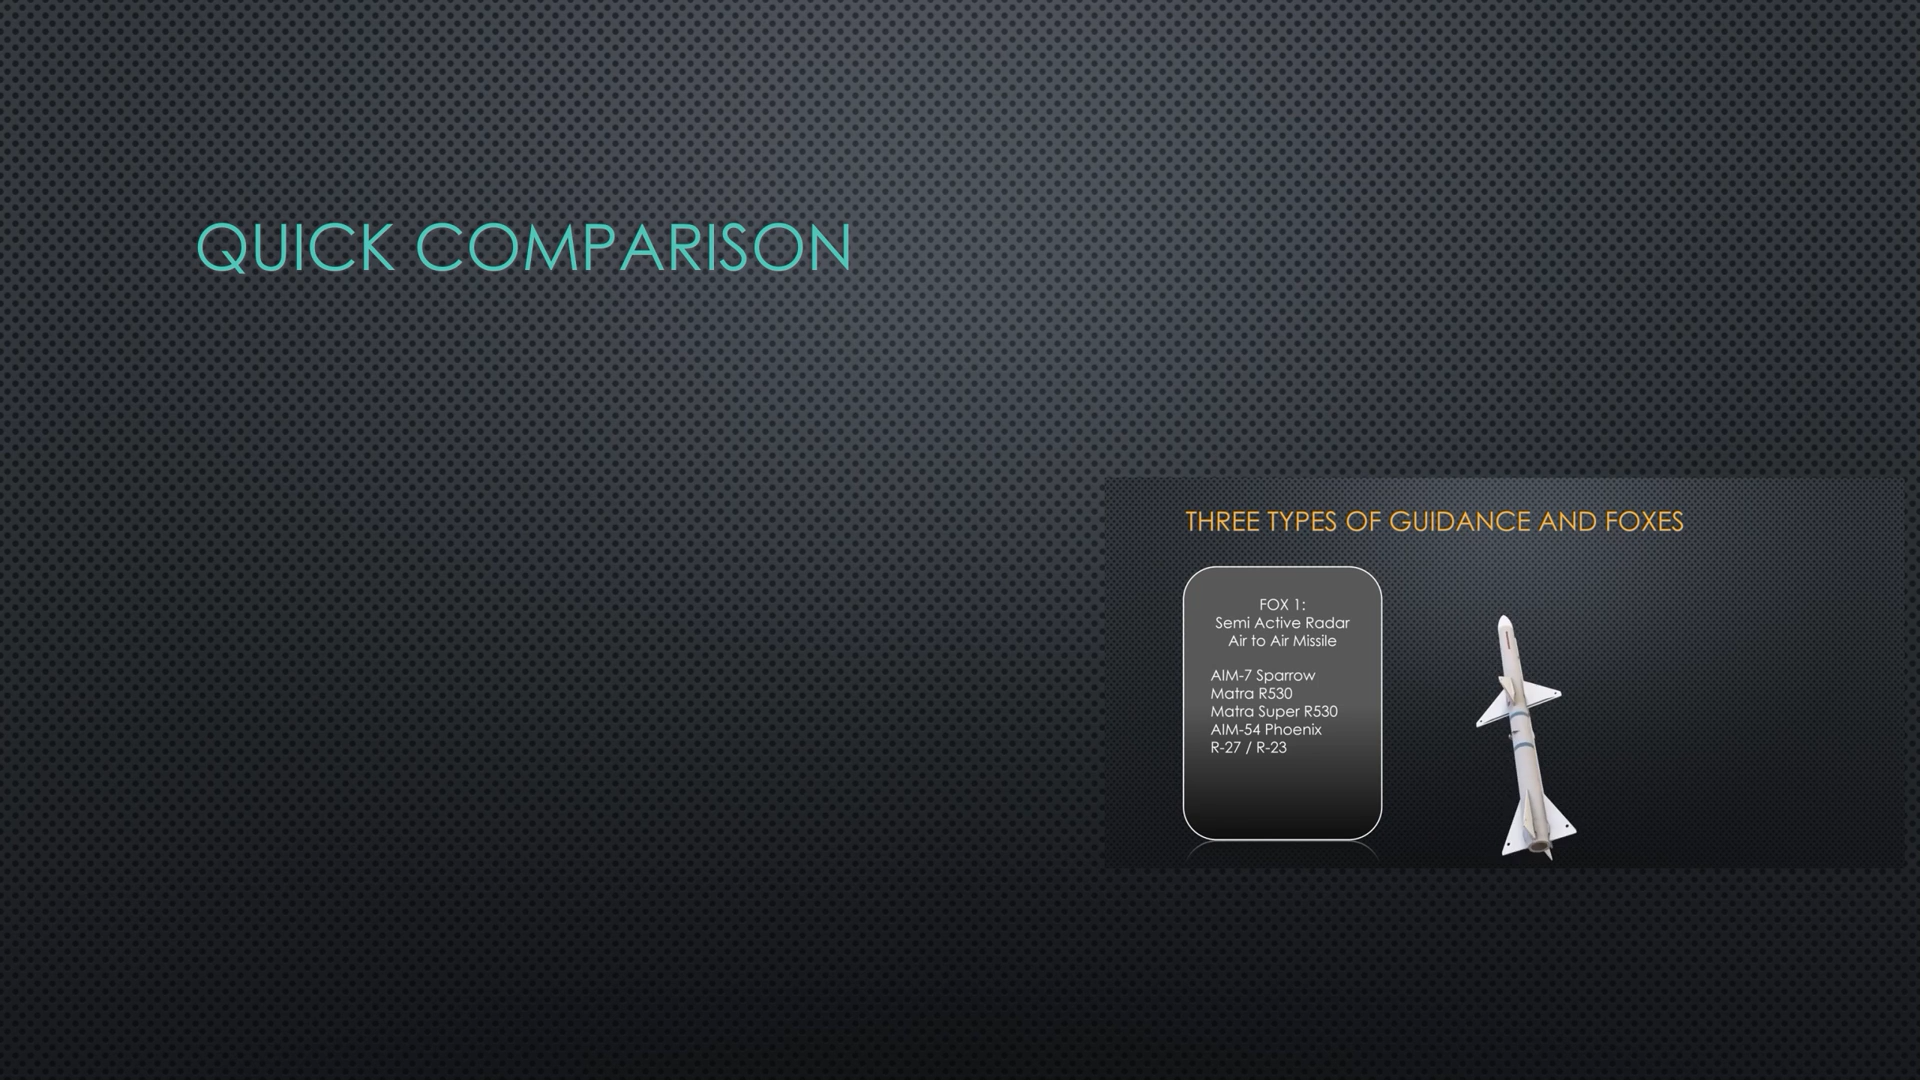 QUICK COMPARISON
THREE TYPES OF GUIDANCE AND FOXES
FOX 1:
Semi Active Radar
Air to Air Missile
AIM-7 Sparrow
Matra R530
Matra Super R530
AIM-54 Phoenix
R-27 / R-23